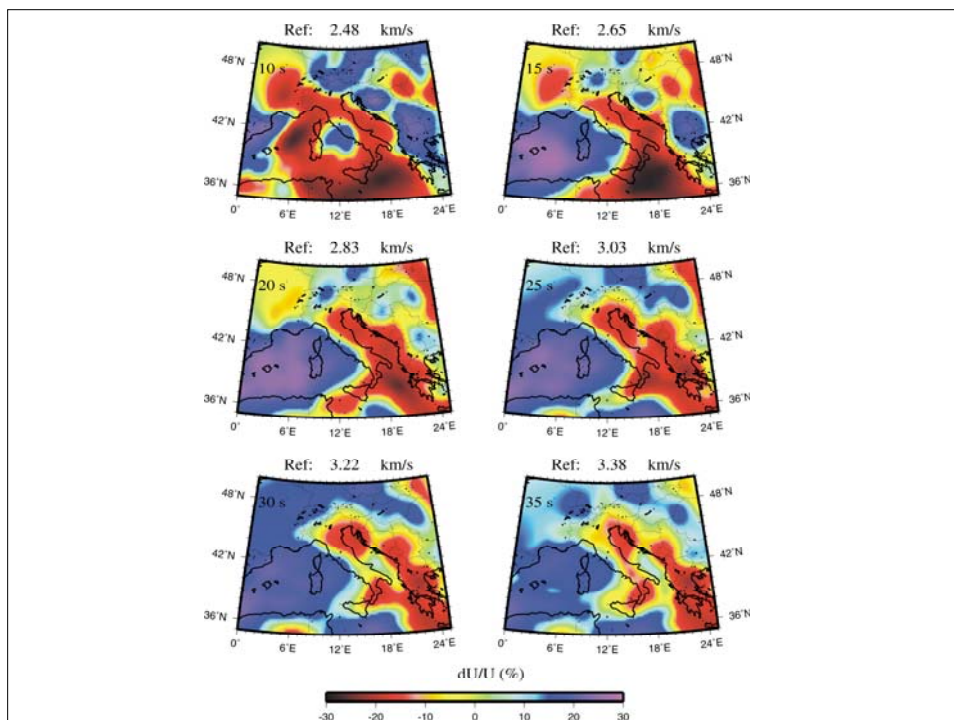 Ref: 2.48 km/s
Ref: 2.65 km/s
48˚N
10 s
42˚N
36˚N
0˚ 6˚E 12˚E 18˚E 24˚E
15 s
48˚N
42˚N
36˚N
0˚ 6˚E 12˚E 18˚E 24˚E
Ref: 2.83 km/s
Ref: 3.03 km/s
48˚N
20 s
42˚N
36˚N
0˚ 6˚E 12˚E 18˚E 24˚E
25 s
48˚N
42˚N
36˚N
0˚ 6˚E 12˚E 18˚E 24˚E
Ref: 3.22 km/s
Ref: 3.38 km/s
48˚N
30 s
42˚N
36˚N
0˚ 6˚E 12˚E 18˚E 24˚E
35 s
48˚N
42˚N
36˚N
0˚ 6˚E 12˚E 18˚E 24˚E
dU/U (%)
-30 -20 -10 0 10 20 30